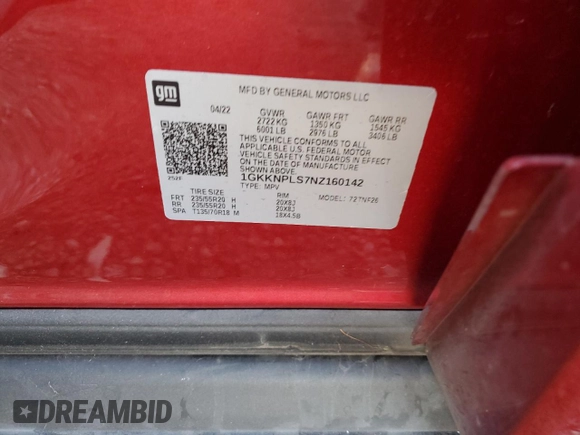 gm
MFD BY GENERAL MOTORS LLC
04/22 GVWR GAWR FRT GAWR RR
2722 KG 1350 KG 1545 KG
6001 LB 2976 LB 3406 LB
THIS VEHICLE CONFORMS TO ALL
APPLICABLE U.S. FEDERAL MOTOR
VEHICLE SAFETY STANDARDS IN EFFECT
ON THE DATE OF MANUFACTURE
SHOWN ABOVE.
1GKKNPLS7NZ160142
TYPE: MPV
TIRE SIZE RIM MODEL:
FRT 235/55R20 H 20X8J
RR 235/55R20 H 20X8J
SPA T135/70R18 M 18X4.5B
DREAMBID